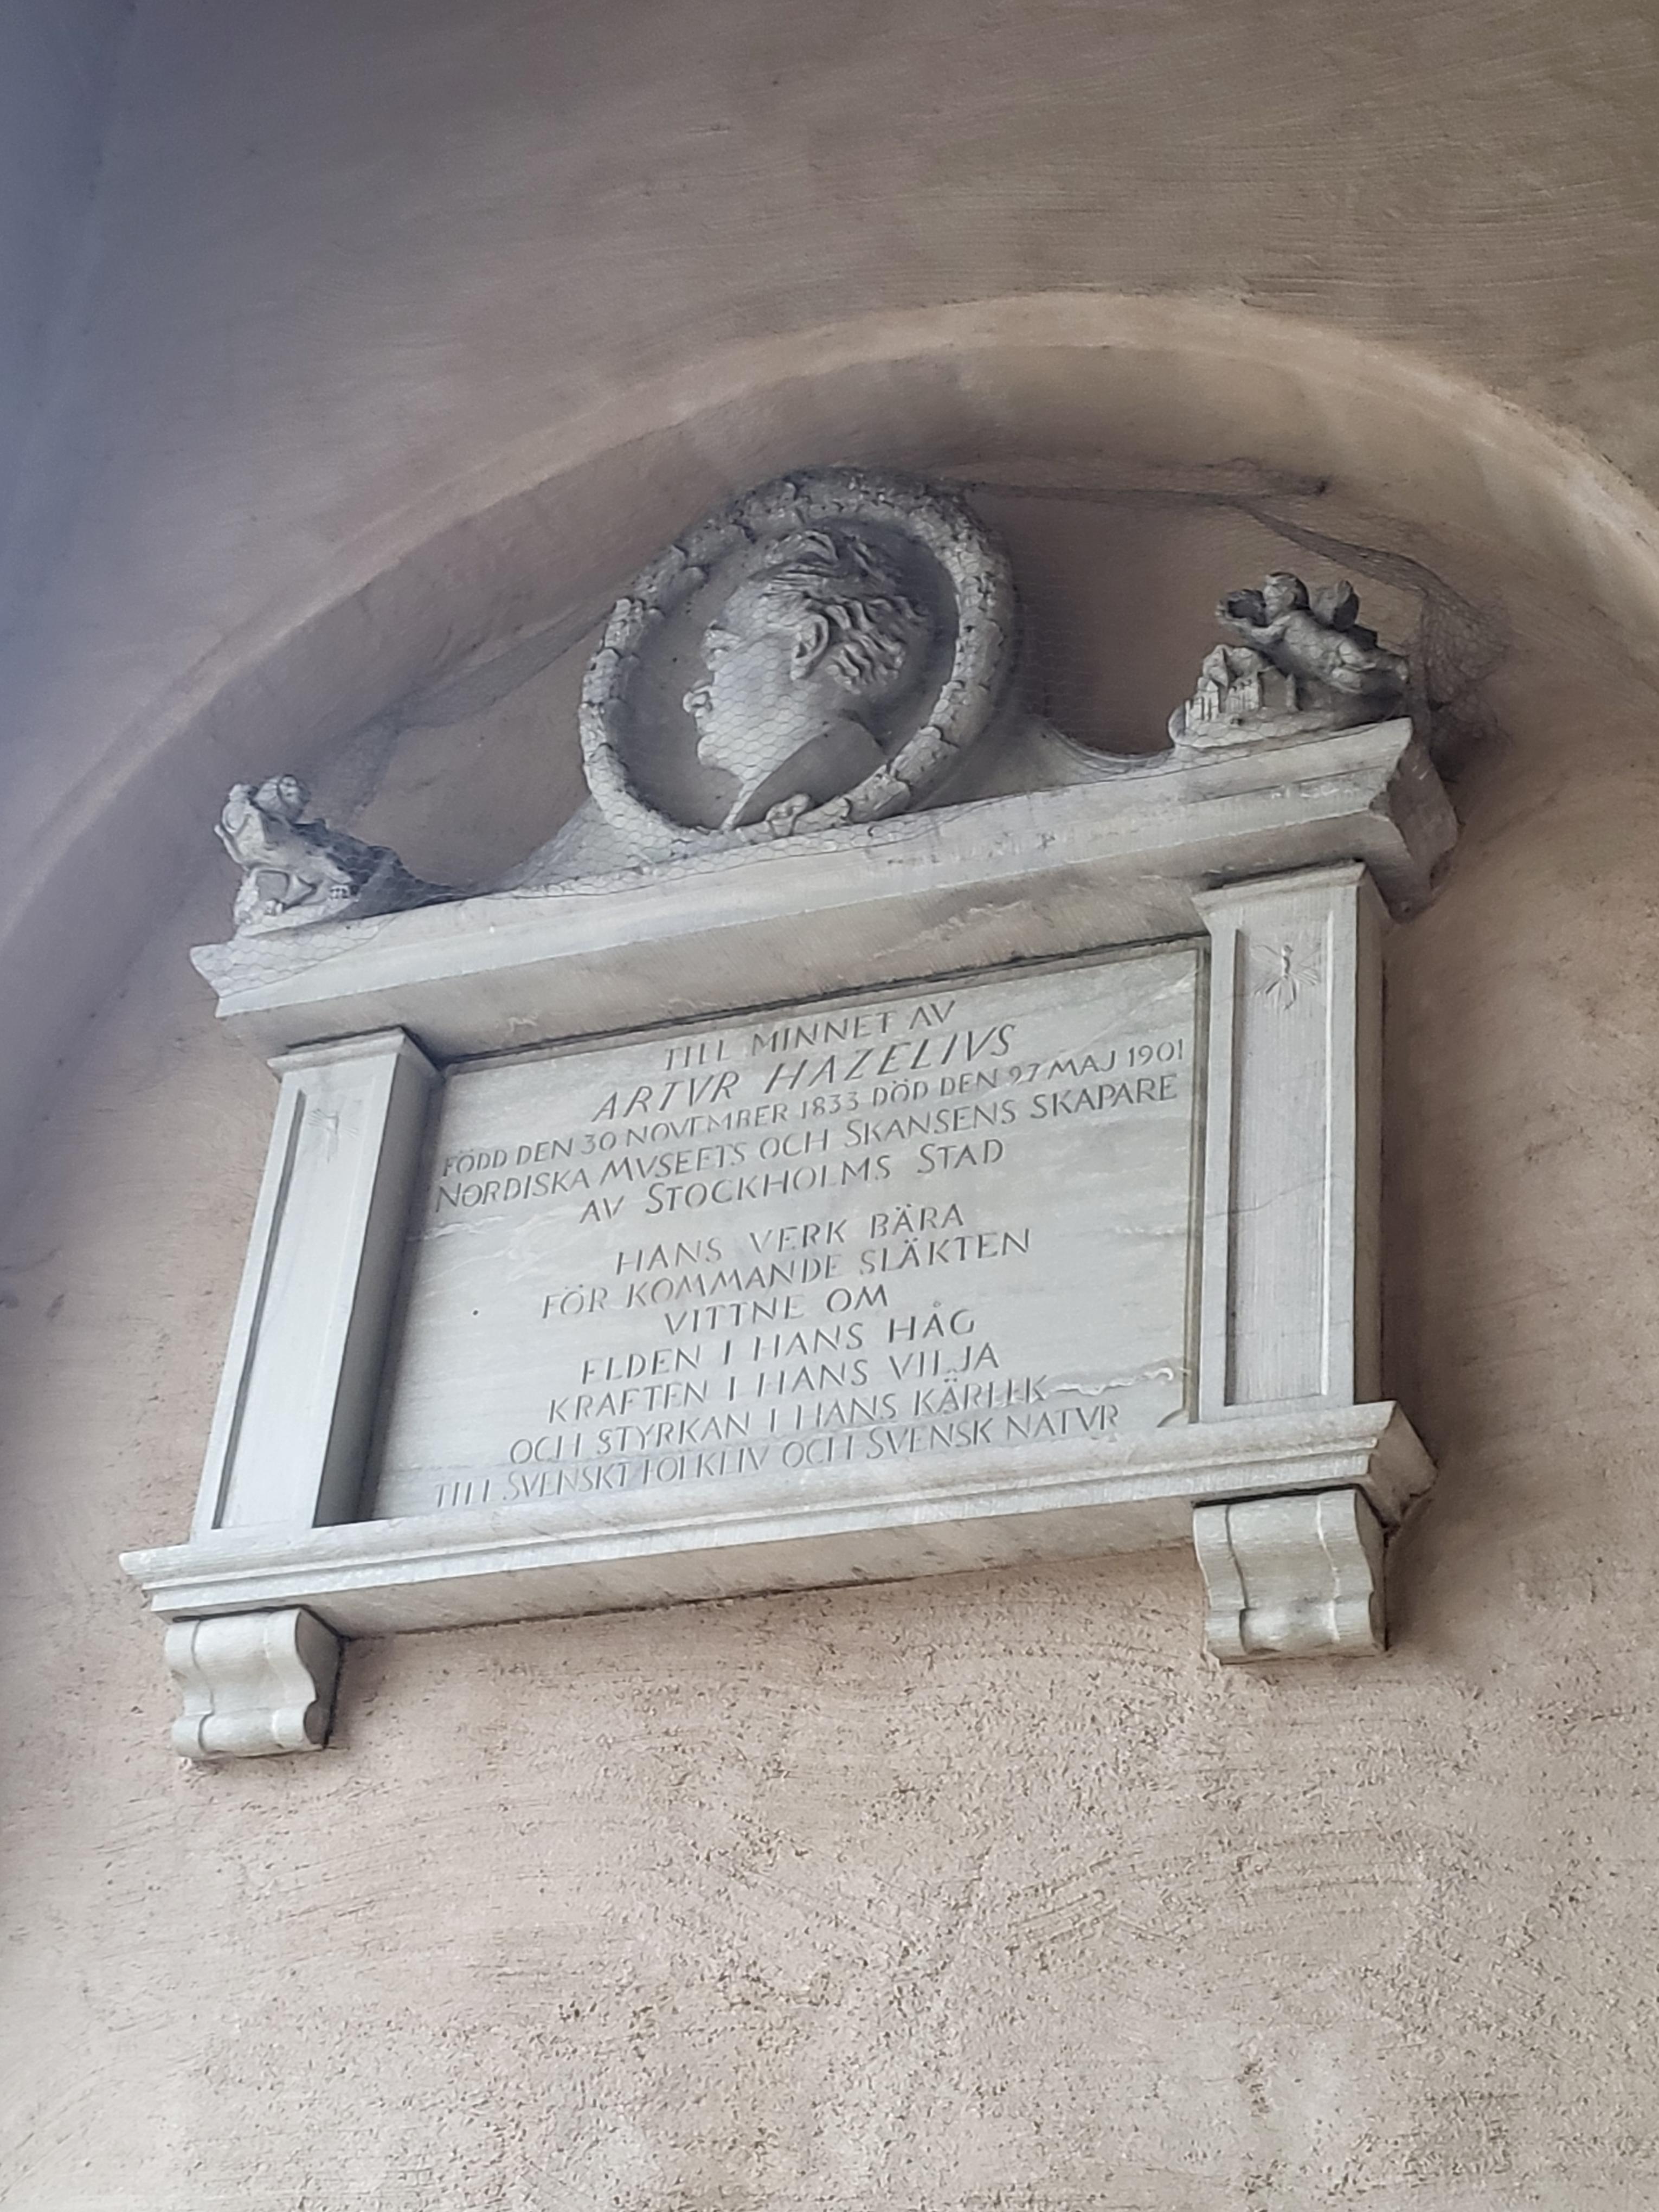 TILL MINNET AV
ARTVR HAZELIVS
FÖDD DEN 30 NOVEMBER 1833 DÖD DEN 27 MAJ 1901
NORDISKA MVSEETS OCH SKANSENS SKAPARE
AV STOCKHOLMS STAD
HANS VERK BÄRA
FÖR KOMMANDE SLÄKTEN
VITTNE OM
ELDEN I HANS HÅG
KRAFTEN I HANS VILJA
OCH STYRKAN I HANS KÄRLEK
TILL SVENSKT FOLKLIV OCH SVENSK NATVR